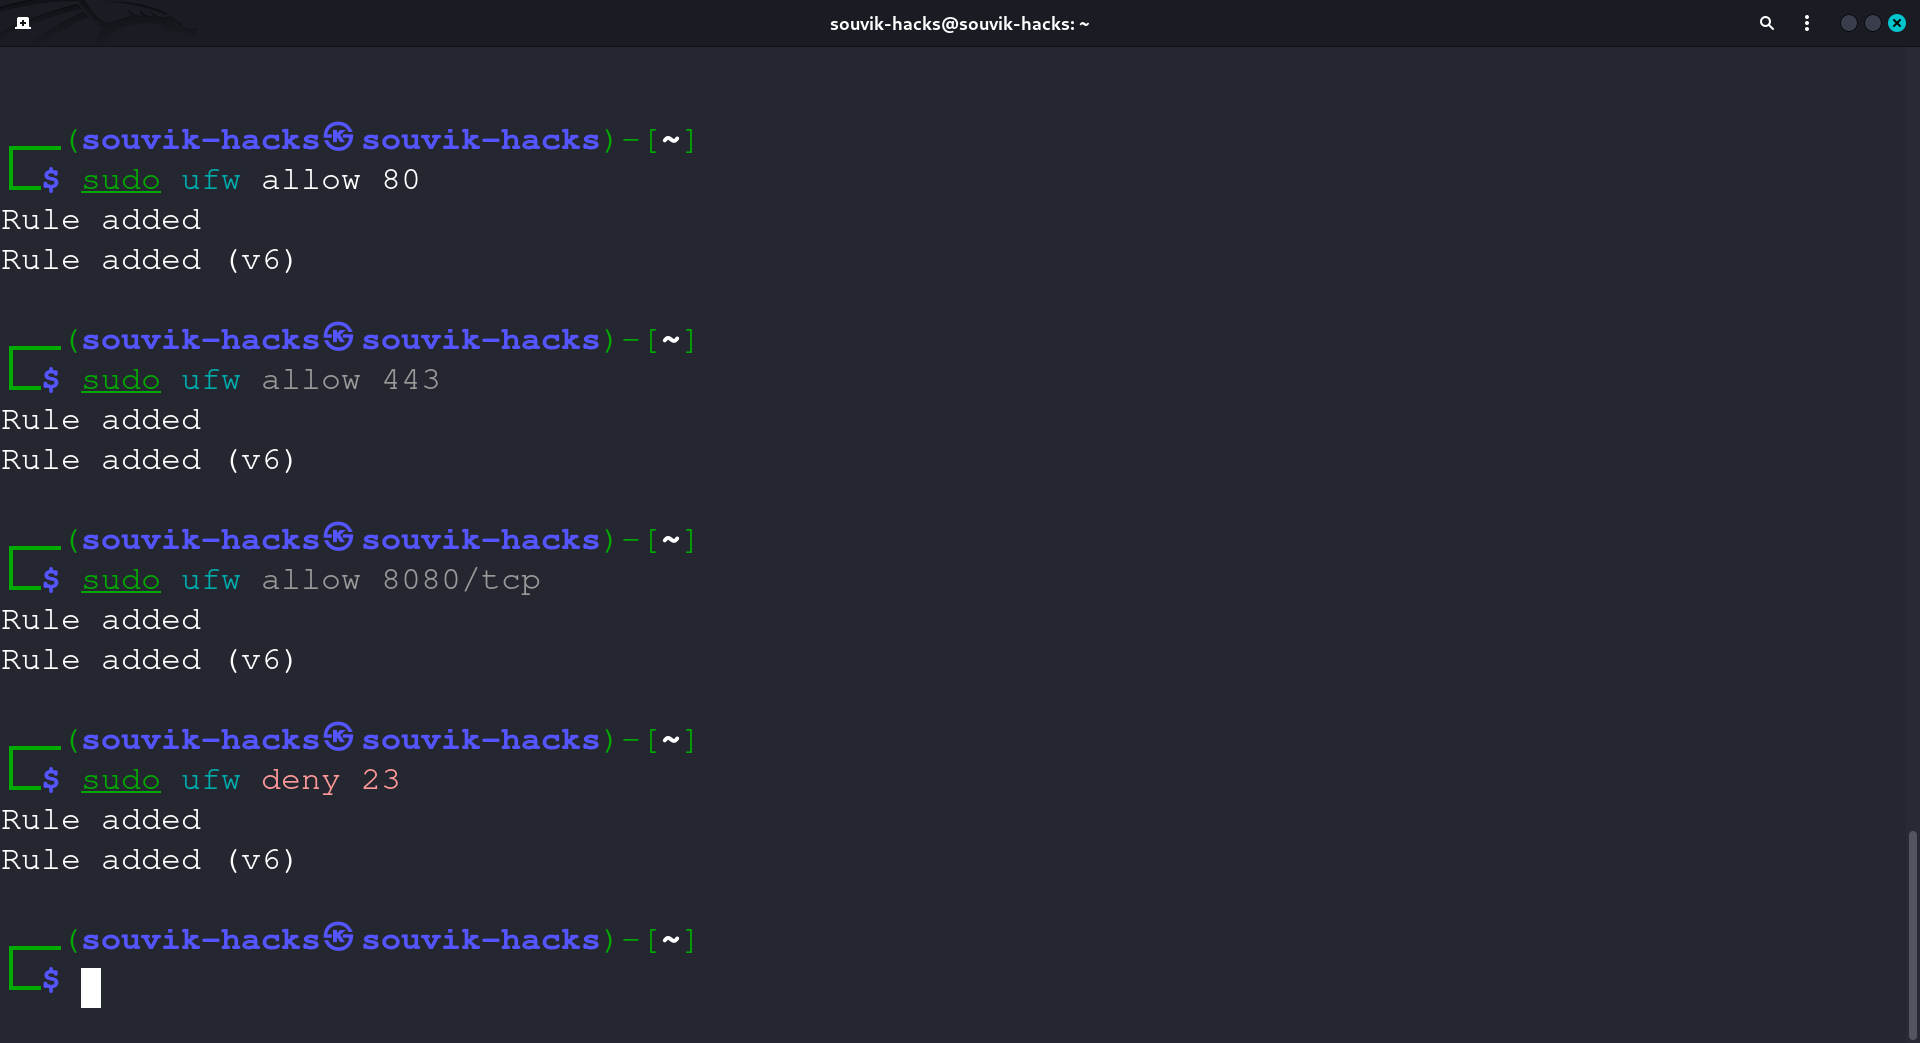 souvik-hacks@souvik-hacks: ~
┌──(souvik-hacks㉿souvik-hacks)-[~]
└─$ sudo ufw allow 80
Rule added
Rule added (v6)
┌──(souvik-hacks㉿souvik-hacks)-[~]
└─$ sudo ufw allow 443
Rule added
Rule added (v6)
┌──(souvik-hacks㉿souvik-hacks)-[~]
└─$ sudo ufw allow 8080/tcp
Rule added
Rule added (v6)
┌──(souvik-hacks㉿souvik-hacks)-[~]
└─$ sudo ufw deny 23
Rule added
Rule added (v6)
┌──(souvik-hacks㉿souvik-hacks)-[~]
└─$